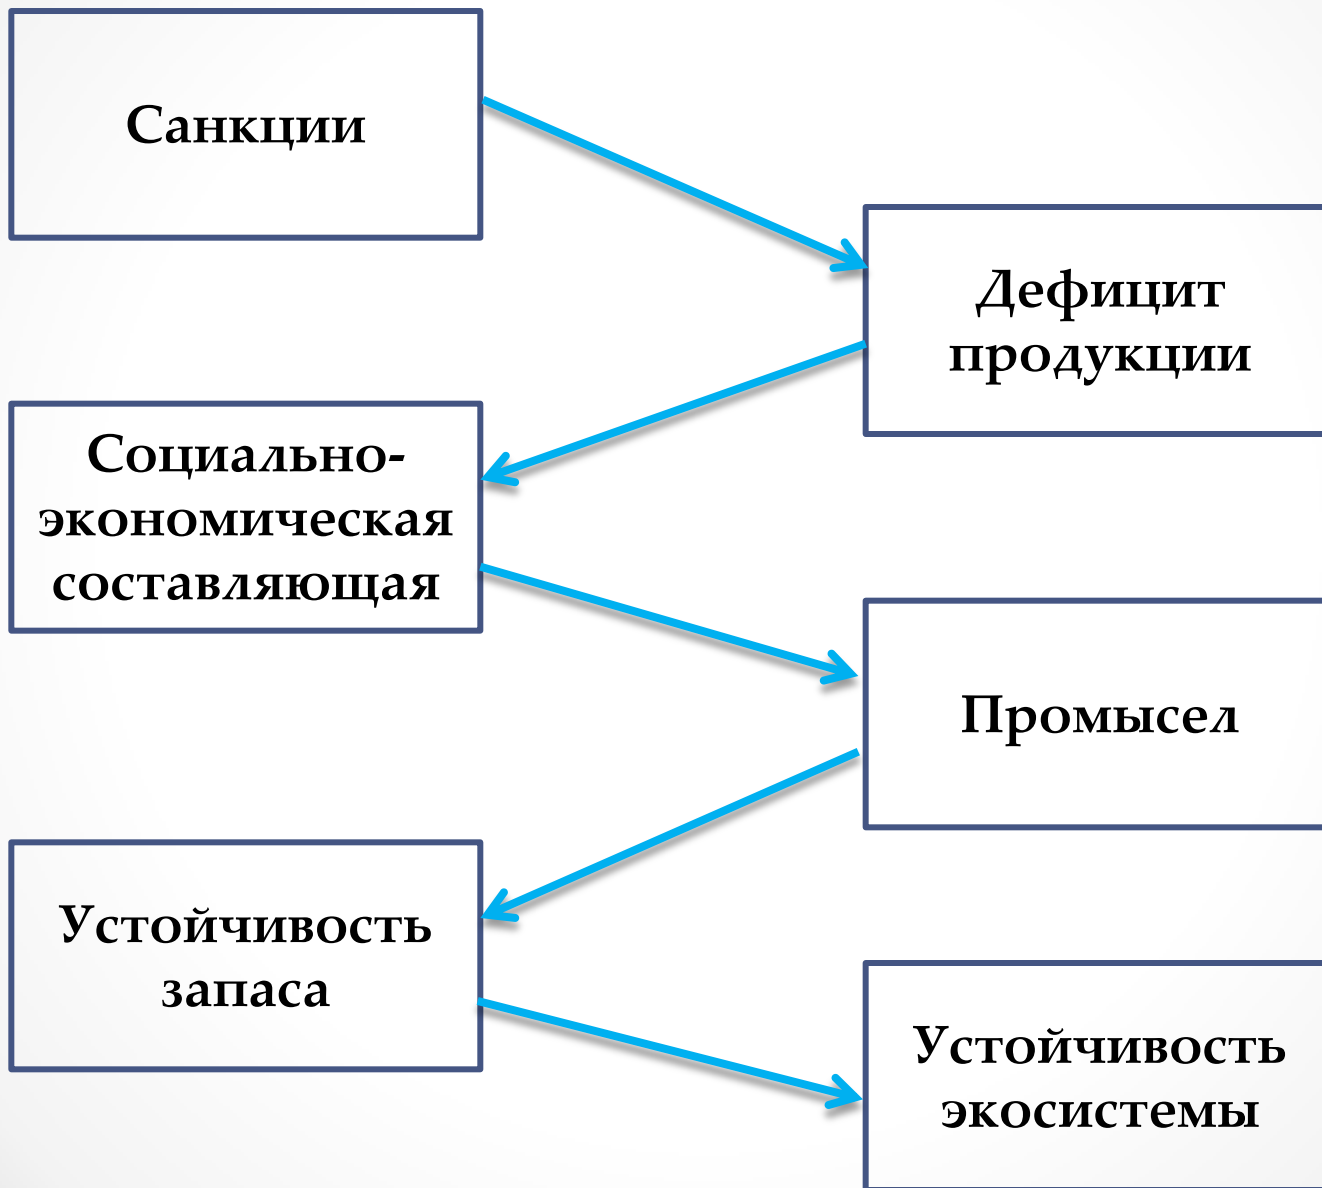 Санкции
Дефицит
продукции
Социально-
экономическая
составляющая
Промысел
Устойчивость
запаса
Устойчивость
экосистемы